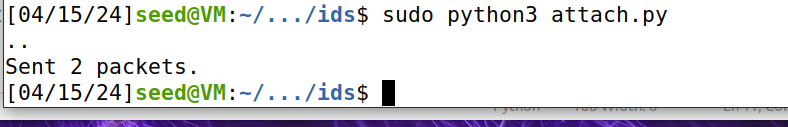 [04/15/24]seed@VM:~/.../ids$ sudo python3 attach.py
..
Sent 2 packets.
[04/15/24]seed@VM:~/.../ids$